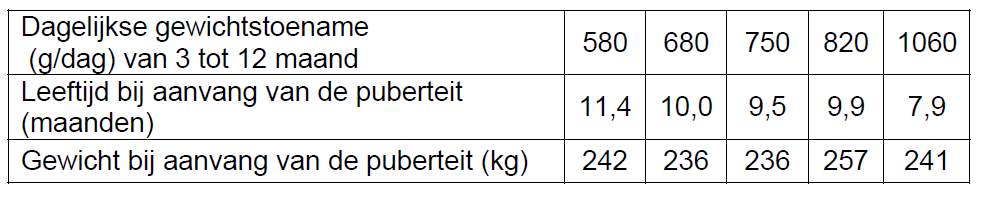 Dagelijkse gewichtstoename
(g/dag) van 3 tot 12 maand 580 680 750 820 1060
Leeftijd bij aanvang van de puberteit
(maanden) 11,4 10,0 9,5 9,9 7,9
Gewicht bij aanvang van de puberteit (kg) 242 236 236 257 241